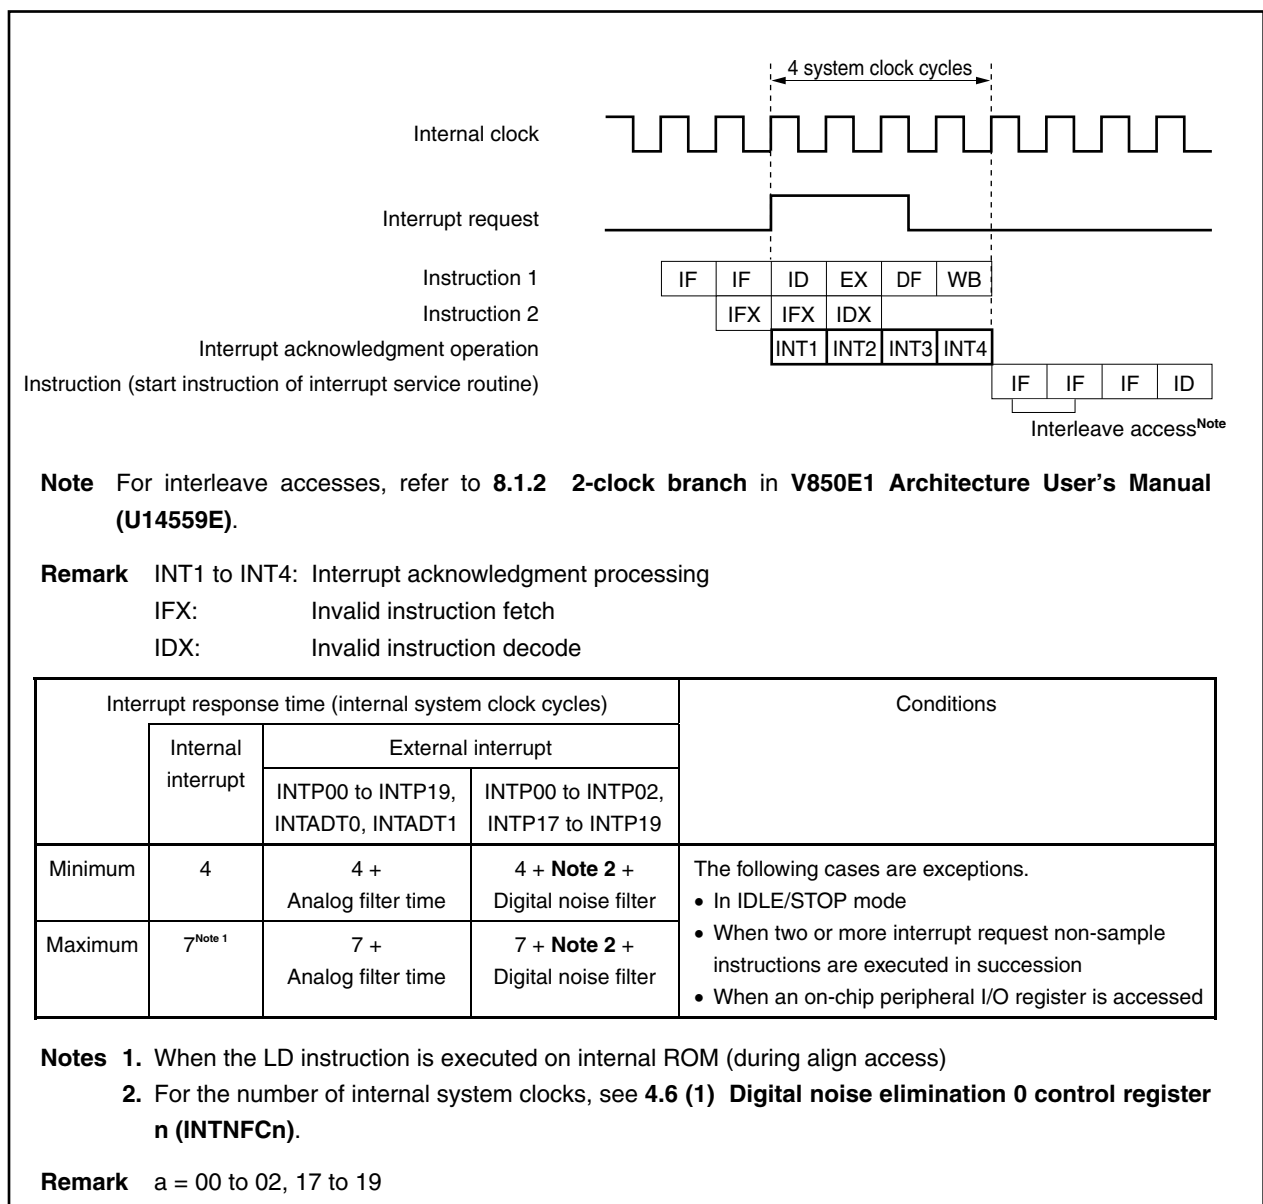 4 system clock cycles
Internal clock
Interrupt request
Instruction 1 IF IF ID EX DF WB
Instruction 2 IFX IFX IDX
Interrupt acknowledgment operation INT1 INT2 INT3 INT4
Instruction (start instruction of interrupt service routine) IF IF IF ID
Interleave accessNote
Note For interleave accesses, refer to 8.1.2 2-clock branch in V850E1 Architecture User's Manual
(U14559E).
Remark INT1 to INT4: Interrupt acknowledgment processing
IFX: Invalid instruction fetch
IDX: Invalid instruction decode
Interrupt response time (internal system clock cycles) Conditions
Internal
interrupt
External interrupt
INTP00 to INTP19,
INTADT0, INTADT1
INTP00 to INTP02,
INTP17 to INTP19
Minimum
4
4 +
Analog filter time
4 + Note 2 +
Digital noise filter
Maximum
7Note 1
7 +
Analog filter time
7 + Note 2 +
Digital noise filter
The following cases are exceptions.
• In IDLE/STOP mode
• When two or more interrupt request non-sample
instructions are executed in succession
• When an on-chip peripheral I/O register is accessed
Notes 1. When the LD instruction is executed on internal ROM (during align access)
2. For the number of internal system clocks, see 4.6 (1) Digital noise elimination 0 control register
n (INTNFCn).
Remark a = 00 to 02, 17 to 19